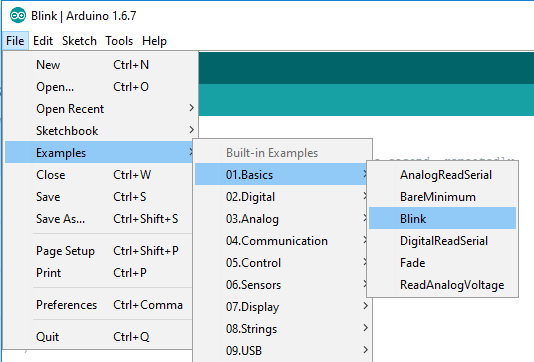 Blink | Arduino 1.6.7
File Edit Sketch Tools Help
New Ctrl+N
Open... Ctrl+O
Open Recent
Sketchbook
Examples
Close Ctrl+W
Save Ctrl+S
Save As... Ctrl+Shift+S
Page Setup Ctrl+Shift+P
Print Ctrl+P
Preferences Ctrl+Comma
Quit Ctrl+Q
Built-in Examples
01.Basics
02.Digital
03.Analog
04.Communication
05.Control
06.Sensors
07.Display
08.Strings
09.USB
AnalogReadSerial
BareMinimum
Blink
DigitalReadSerial
Fade
ReadAnalogVoltage